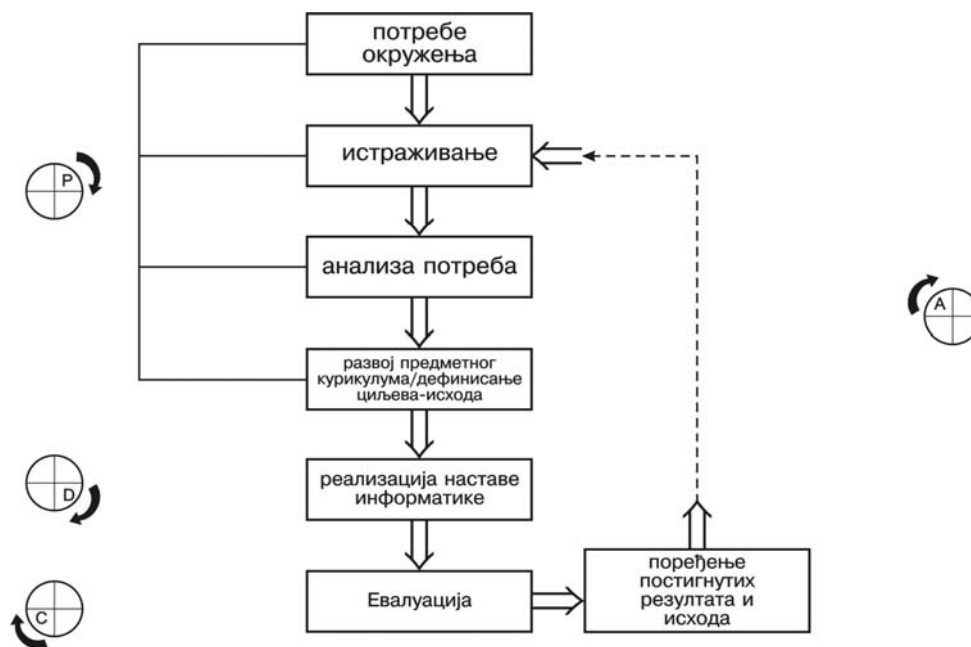 потребе
окружења
истраживање
P
анализа потреба
A
развој предметног
курикулума/дефинисање
циљева-исхода
реализација наставе
информатике
D
поређење
постигнутих
резултата и
исхода
Евалуација
C